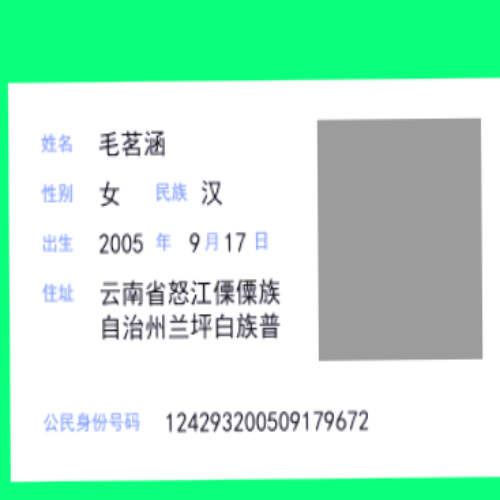 姓名 毛茗涵
性别 女 民族 汉
出生 2005 年 9 月 17 日
住址 云南省怒江傈僳族
自治州兰坪白族普
公民身份号码 124293200509179672